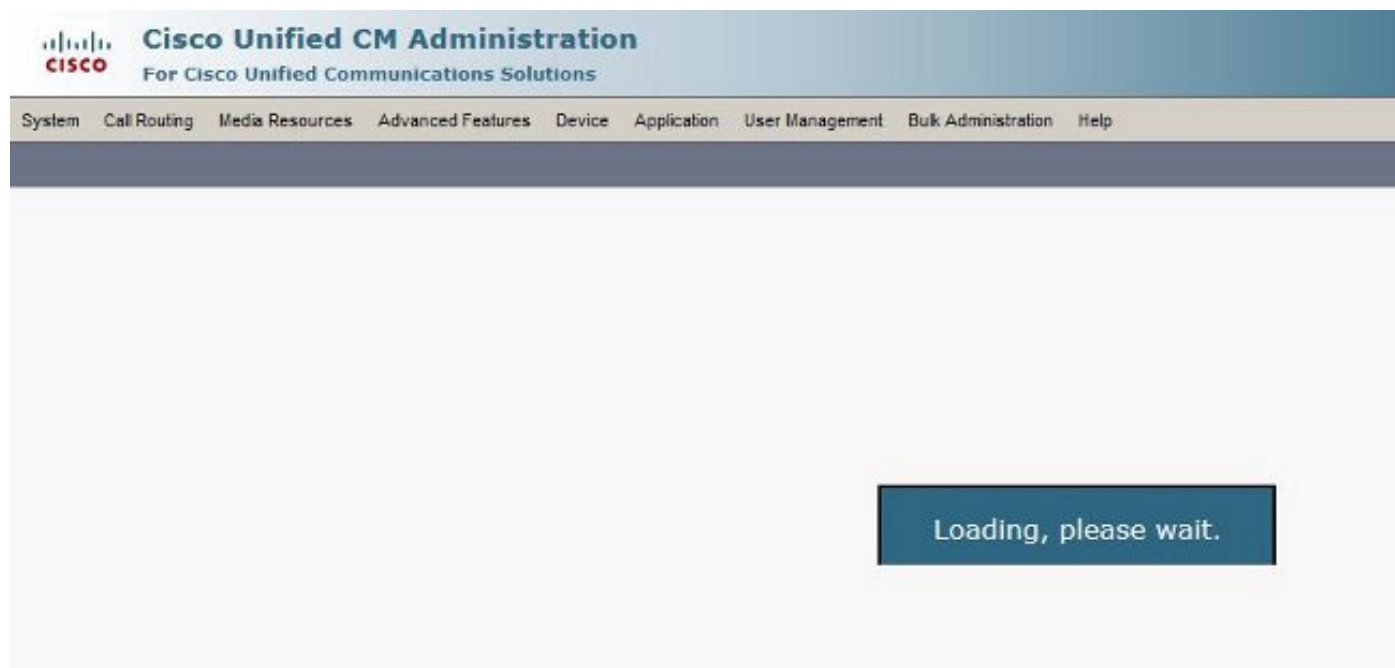 Cisco Unified CM Administration
CISCO
For Cisco Unified Communications Solutions
System Call Routing Media Resources Advanced Features Device Application User Management Bulk Administration Help
Loading, please wait.